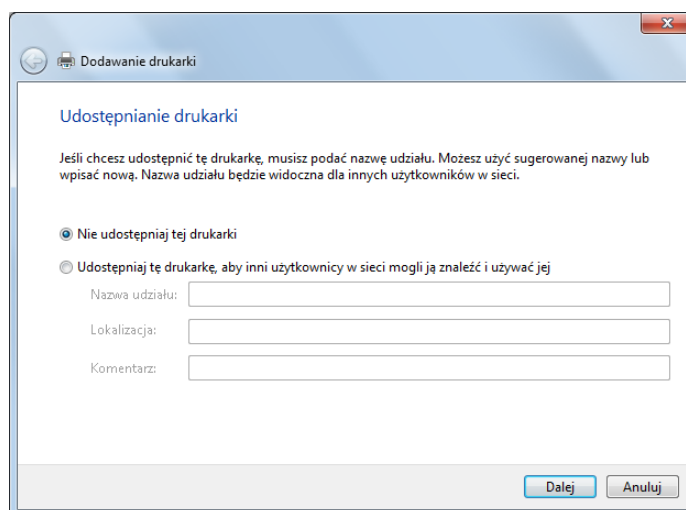 Dodawanie drukarki
Udostępnianie drukarki
Jeśli chcesz udostępnić tę drukarkę, musisz podać nazwę udziału. Możesz użyć sugerowanej nazwy lub
wpisać nową. Nazwa udziału będzie widoczna dla innych użytkowników w sieci.
Nie udostępniaj tej drukarki
Udostępniaj tę drukarkę, aby inni użytkownicy w sieci mogli ją znaleźć i używać jej
Nazwa udziału:
Lokalizacja:
Komentarz:
Dalej Anuluj